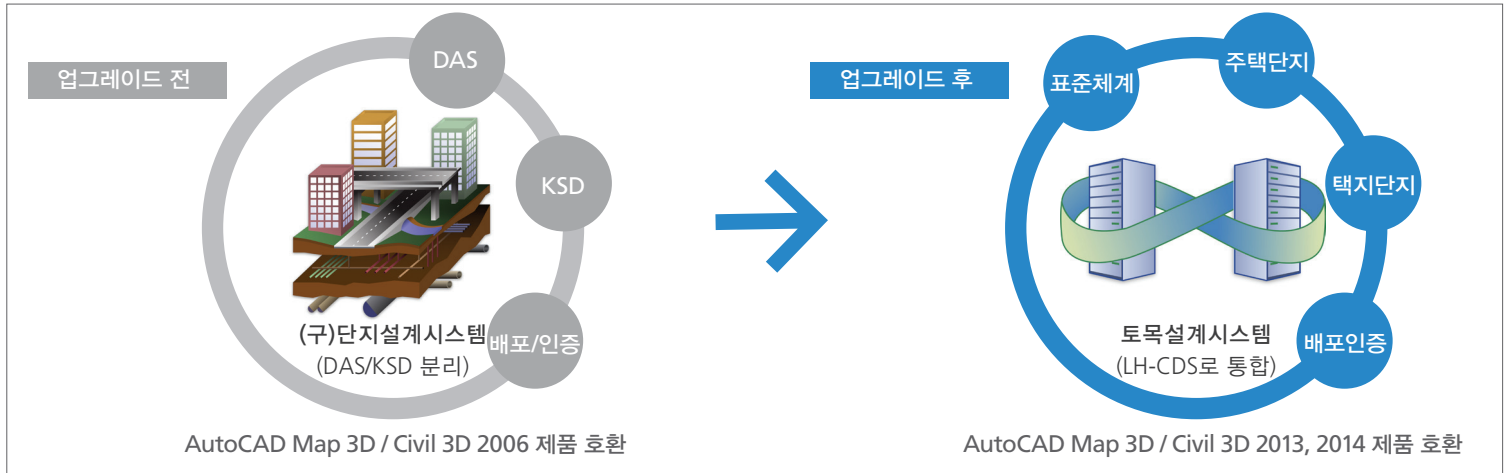 업그레이드 전
DAS
KSD
배포/인증
(구)단지설계시스템
(DAS/KSD 분리)
AutoCAD Map 3D / Civil 3D 2006 제품 호환
업그레이드 후
표준체계
주택단지
택지단지
배포인증
토목설계시스템
(LH-CDS로 통합)
AutoCAD Map 3D / Civil 3D 2013, 2014 제품 호환